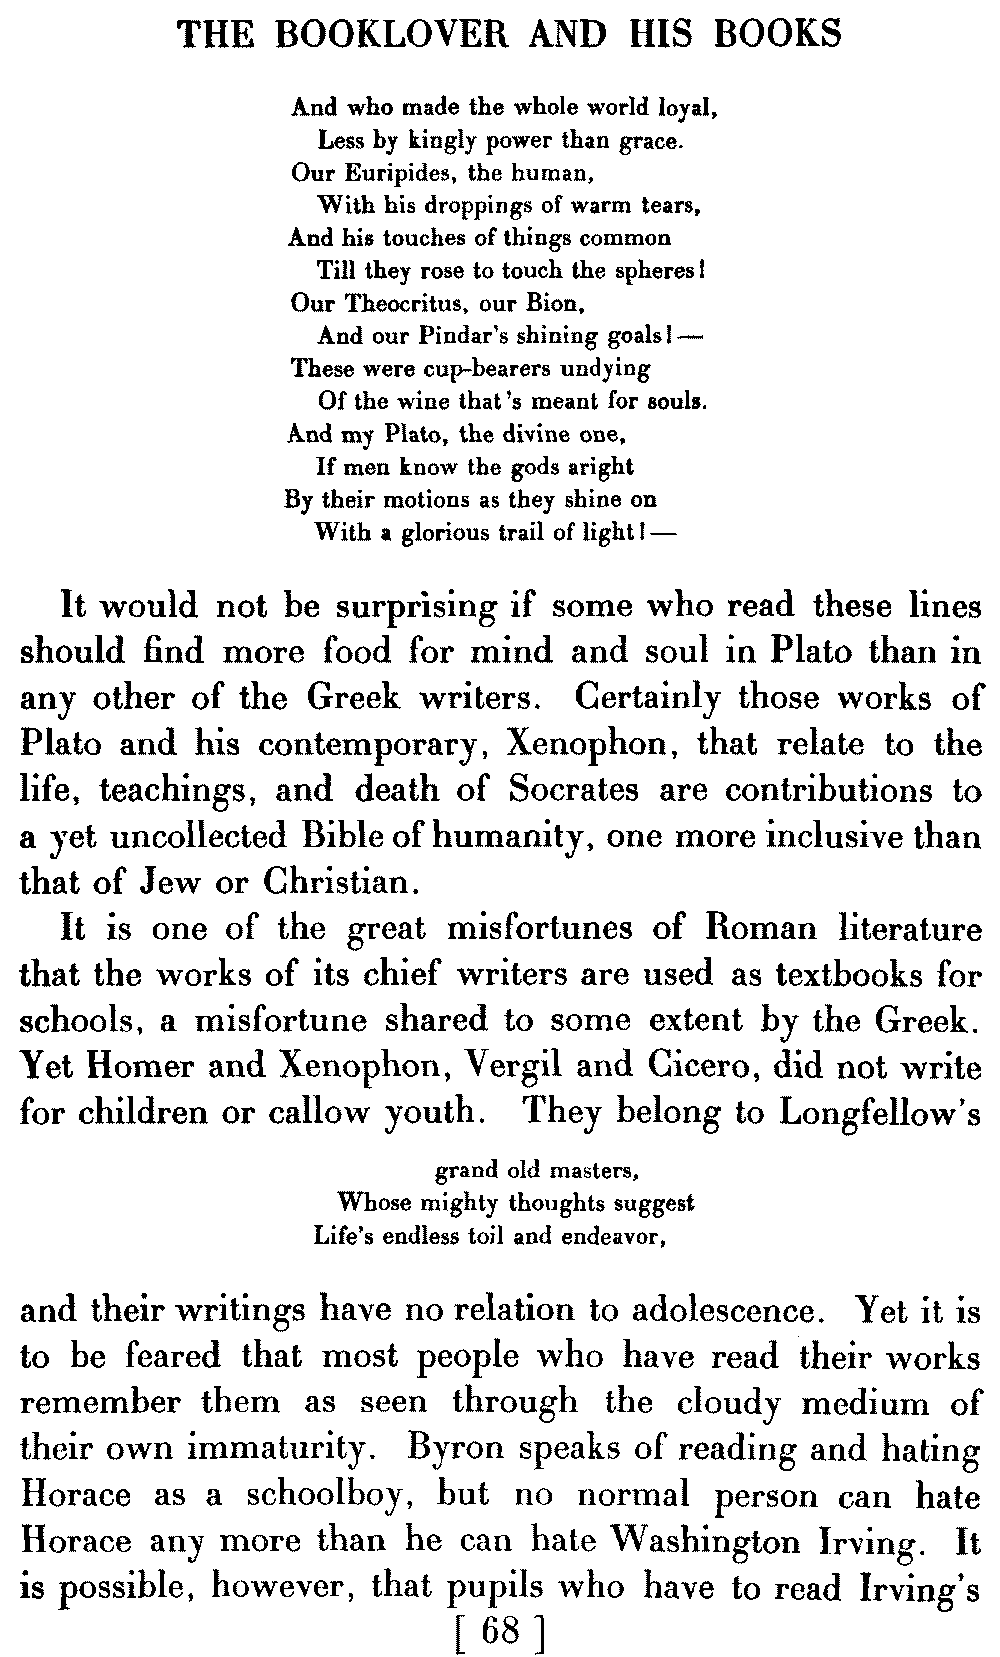 THE BOOKLOVER AND HIS BOOKS
And who made the whole world loyal,
Less by kingly power than grace.
Our Euripides, the human,
With his droppings of warm tears,
And his touches of things common
Till they rose to touch the spheres!
Our Theocritus, our Bion,
And our Pindar's shining goals!—
These were cup-bearers undying
Of the wine that's meant for souls.
And my Plato, the divine one,
If men know the gods aright
By their motions as they shine on
With a glorious trail of light!—
It would not be surprising if some who read these lines
should find more food for mind and soul in Plato than in
any other of the Greek writers. Certainly those works of
Plato and his contemporary, Xenophon, that relate to the
life, teachings, and death of Socrates are contributions to
a yet uncollected Bible of humanity, one more inclusive than
that of Jew or Christian.
It is one of the great misfortunes of Roman literature
that the works of its chief writers are used as textbooks for
schools, a misfortune shared to some extent by the Greek.
Yet Homer and Xenophon, Vergil and Cicero, did not write
for children or callow youth. They belong to Longfellow's
grand old masters,
Whose mighty thoughts suggest
Life's endless toil and endeavor,
and their writings have no relation to adolescence. Yet it is
to be feared that most people who have read their works
remember them as seen through the cloudy medium of
their own immaturity. Byron speaks of reading and hating
Horace as a schoolboy, but no normal person can hate
Horace any more than he can hate Washington Irving. It
is possible, however, that pupils who have to read Irving's
[ 68 ]